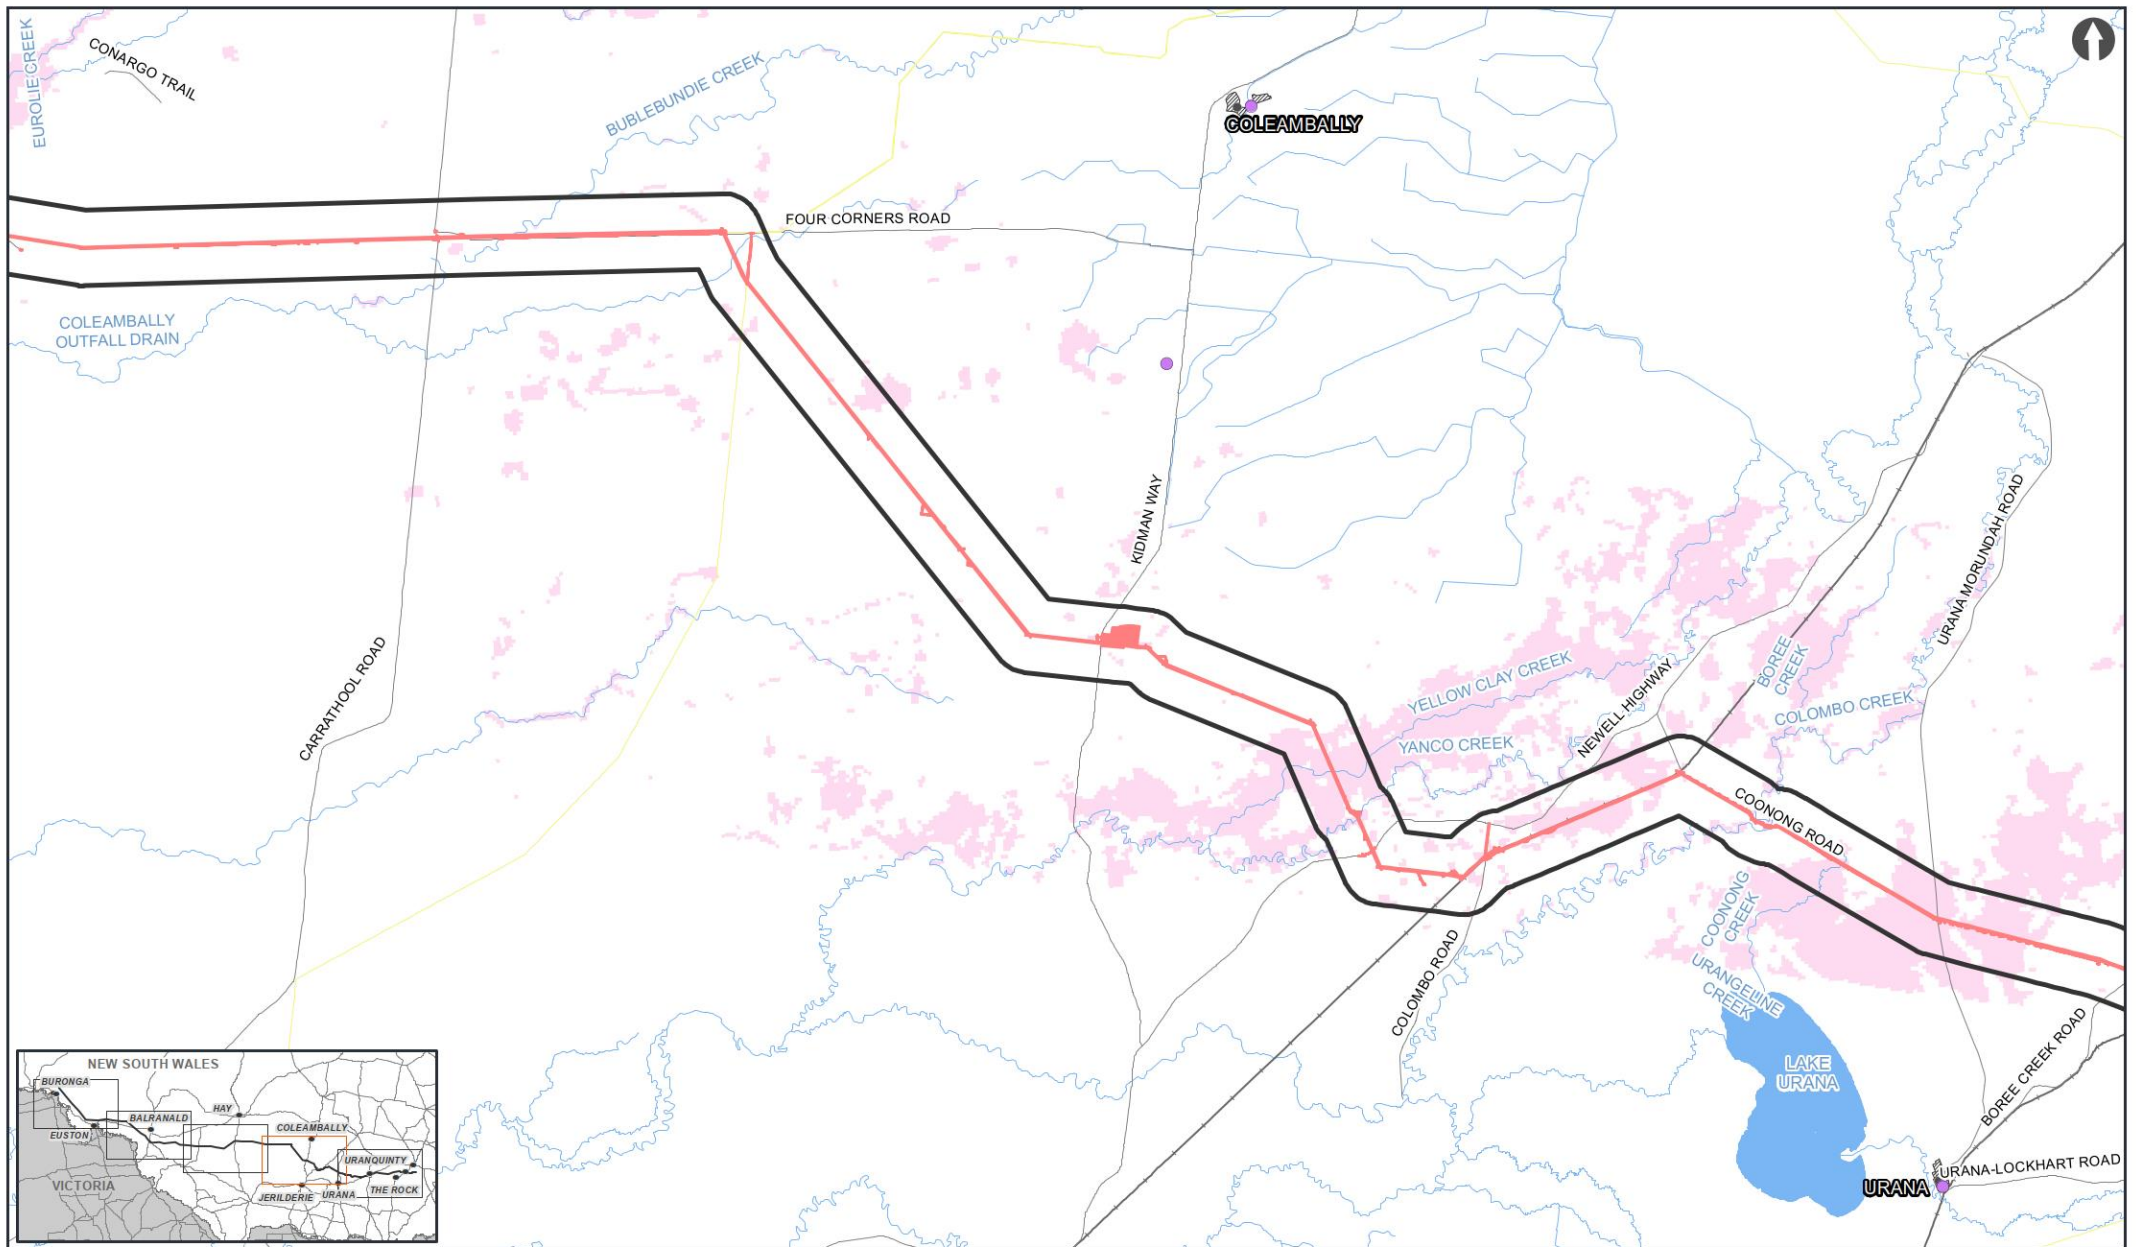 EUROLIE CREEK
CONARGO TRAIL
BUBLEBUNDIE CREEK
COLEAMBALLY
FOUR CORNERS ROAD
COLEAMBALLY
OUTFALL DRAIN
KIDMAN WAY
URANA MORUNDAH ROAD
CARRATHOOL ROAD
YELLOW CLAY CREEK
NEWELL HIGHWAY
BOREE
CREEK
COLOMBO CREEK
YANCO CREEK
COONONG ROAD
COONONG
CREEK
COLOMBO ROAD
URANGELINE
CREEK
LAKE
URANA
BOREE CREEK ROAD
URANA-LOCKHART ROAD
URANA
NEW SOUTH WALES
BURONGA
HAY
BALRANALD
EUSTON
COLEAMBALLY
URANQUINTY
VICTORIA
JERILDERIE
URANA
THE ROCK